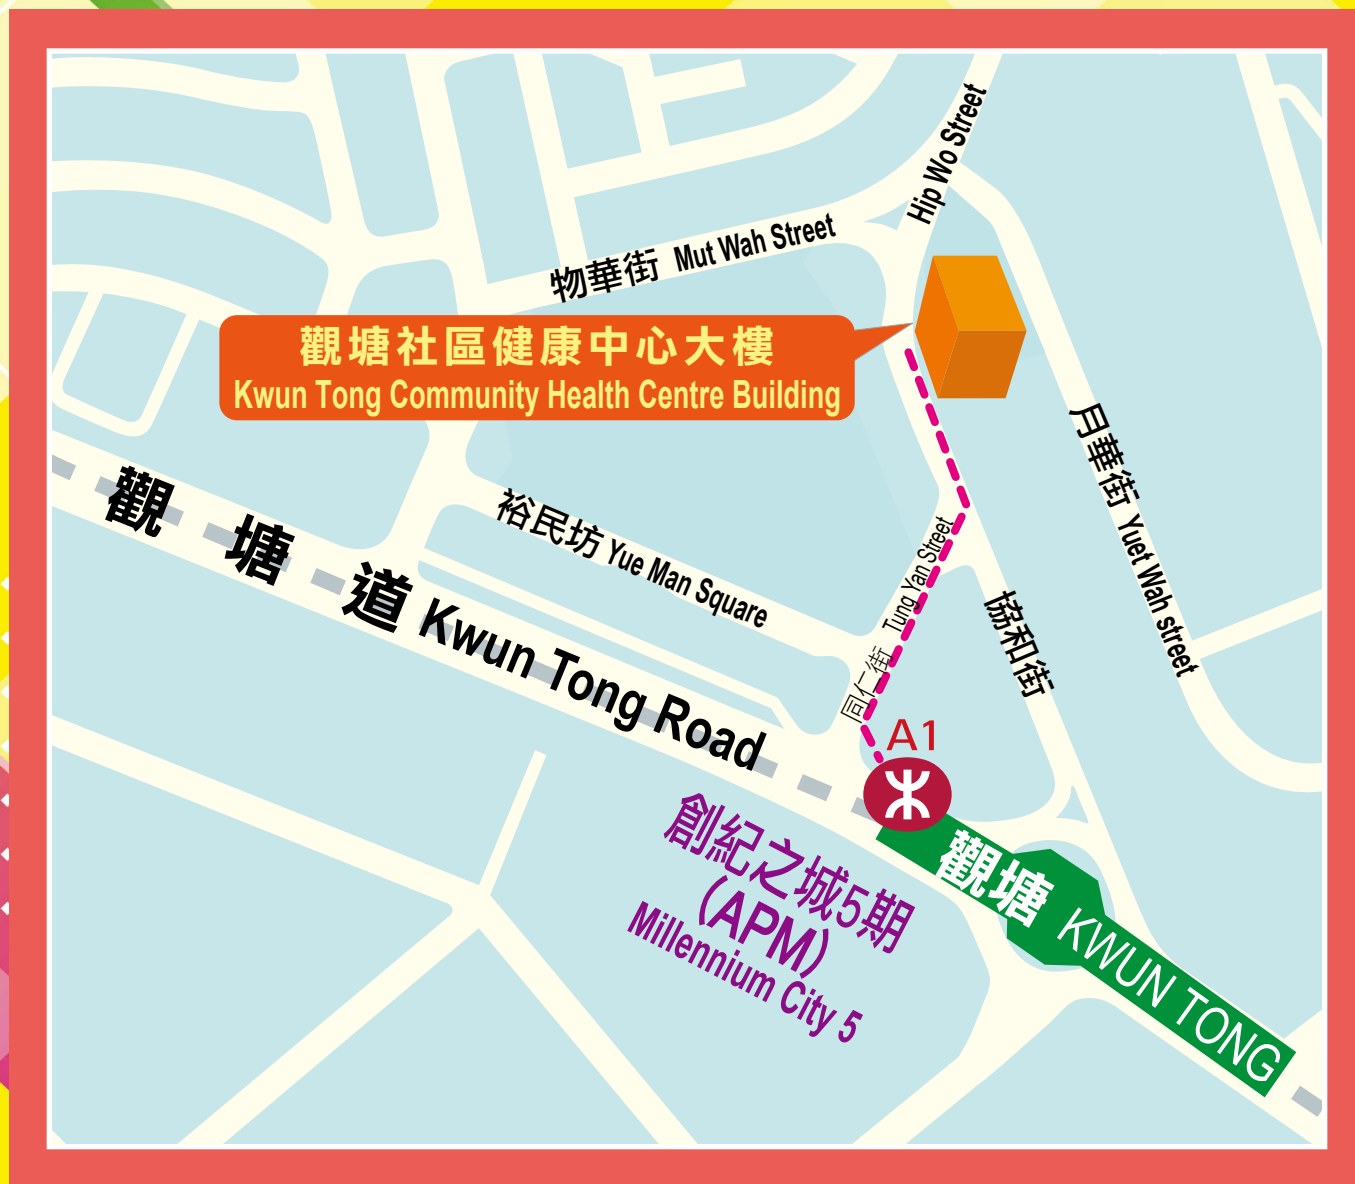 Hip Wo Street
物華街 Mut Wah Street
觀塘社區健康中心大樓
Kwun Tong Community Health Centre Building
月華街 Yuet Wah street
裕民坊 Yue Man Square
同仁街 Tung Yan Street
協和街
觀塘道 Kwun Tong Road
A1
創紀之城5期
(APM)
Millennium City 5
觀塘 KWUN TONG